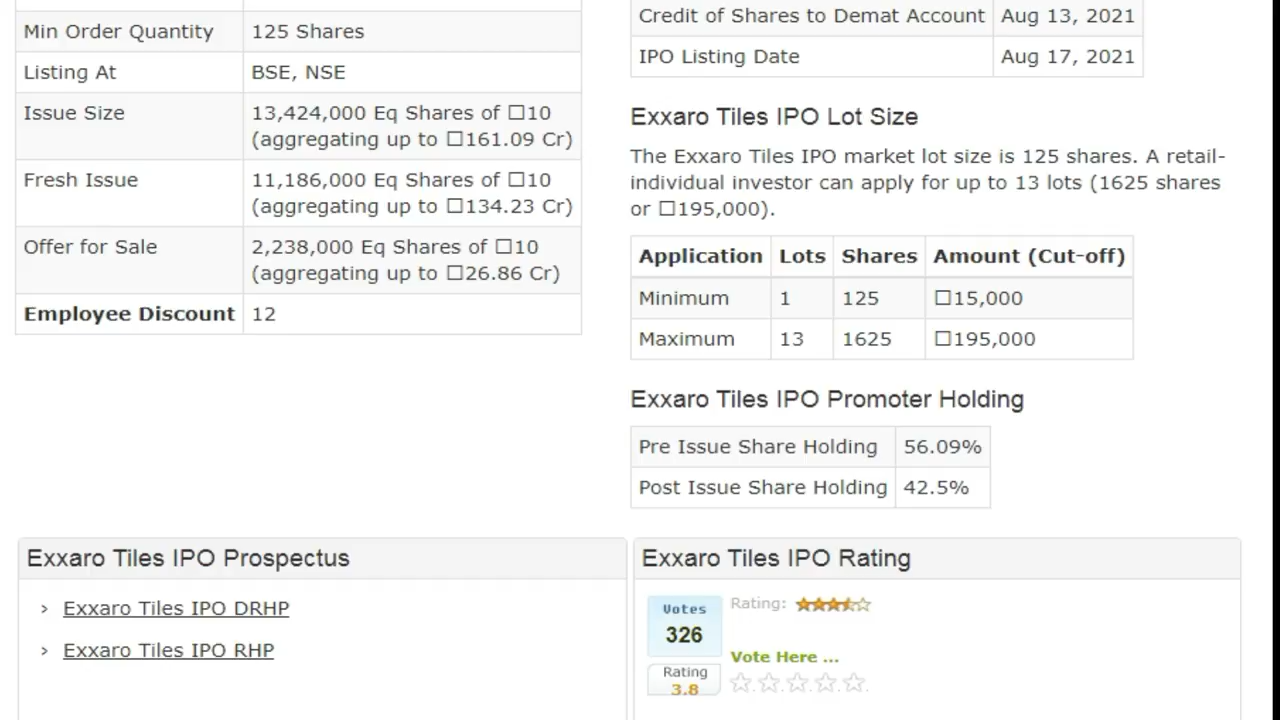 Min Order Quantity 125 Shares
Listing At BSE, NSE
Issue Size 13,424,000 Eq Shares of □10
(aggregating up to □161.09 Cr)
Fresh Issue 11,186,000 Eq Shares of □10
(aggregating up to □134.23 Cr)
Offer for Sale 2,238,000 Eq Shares of □10
(aggregating up to □26.86 Cr)
Employee Discount 12
Credit of Shares to Demat Account Aug 13, 2021
IPO Listing Date Aug 17, 2021
Exxaro Tiles IPO Lot Size
The Exxaro Tiles IPO market lot size is 125 shares. A retail-
individual investor can apply for up to 13 lots (1625 shares
or □195,000).
Application Lots Shares Amount (Cut-off)
Minimum 1 125 □15,000
Maximum 13 1625 □195,000
Exxaro Tiles IPO Promoter Holding
Pre Issue Share Holding 56.09%
Post Issue Share Holding 42.5%
Exxaro Tiles IPO Prospectus
› Exxaro Tiles IPO DRHP
› Exxaro Tiles IPO RHP
Exxaro Tiles IPO Rating
Votes
326
Rating
3.8
Rating:
Vote Here ...